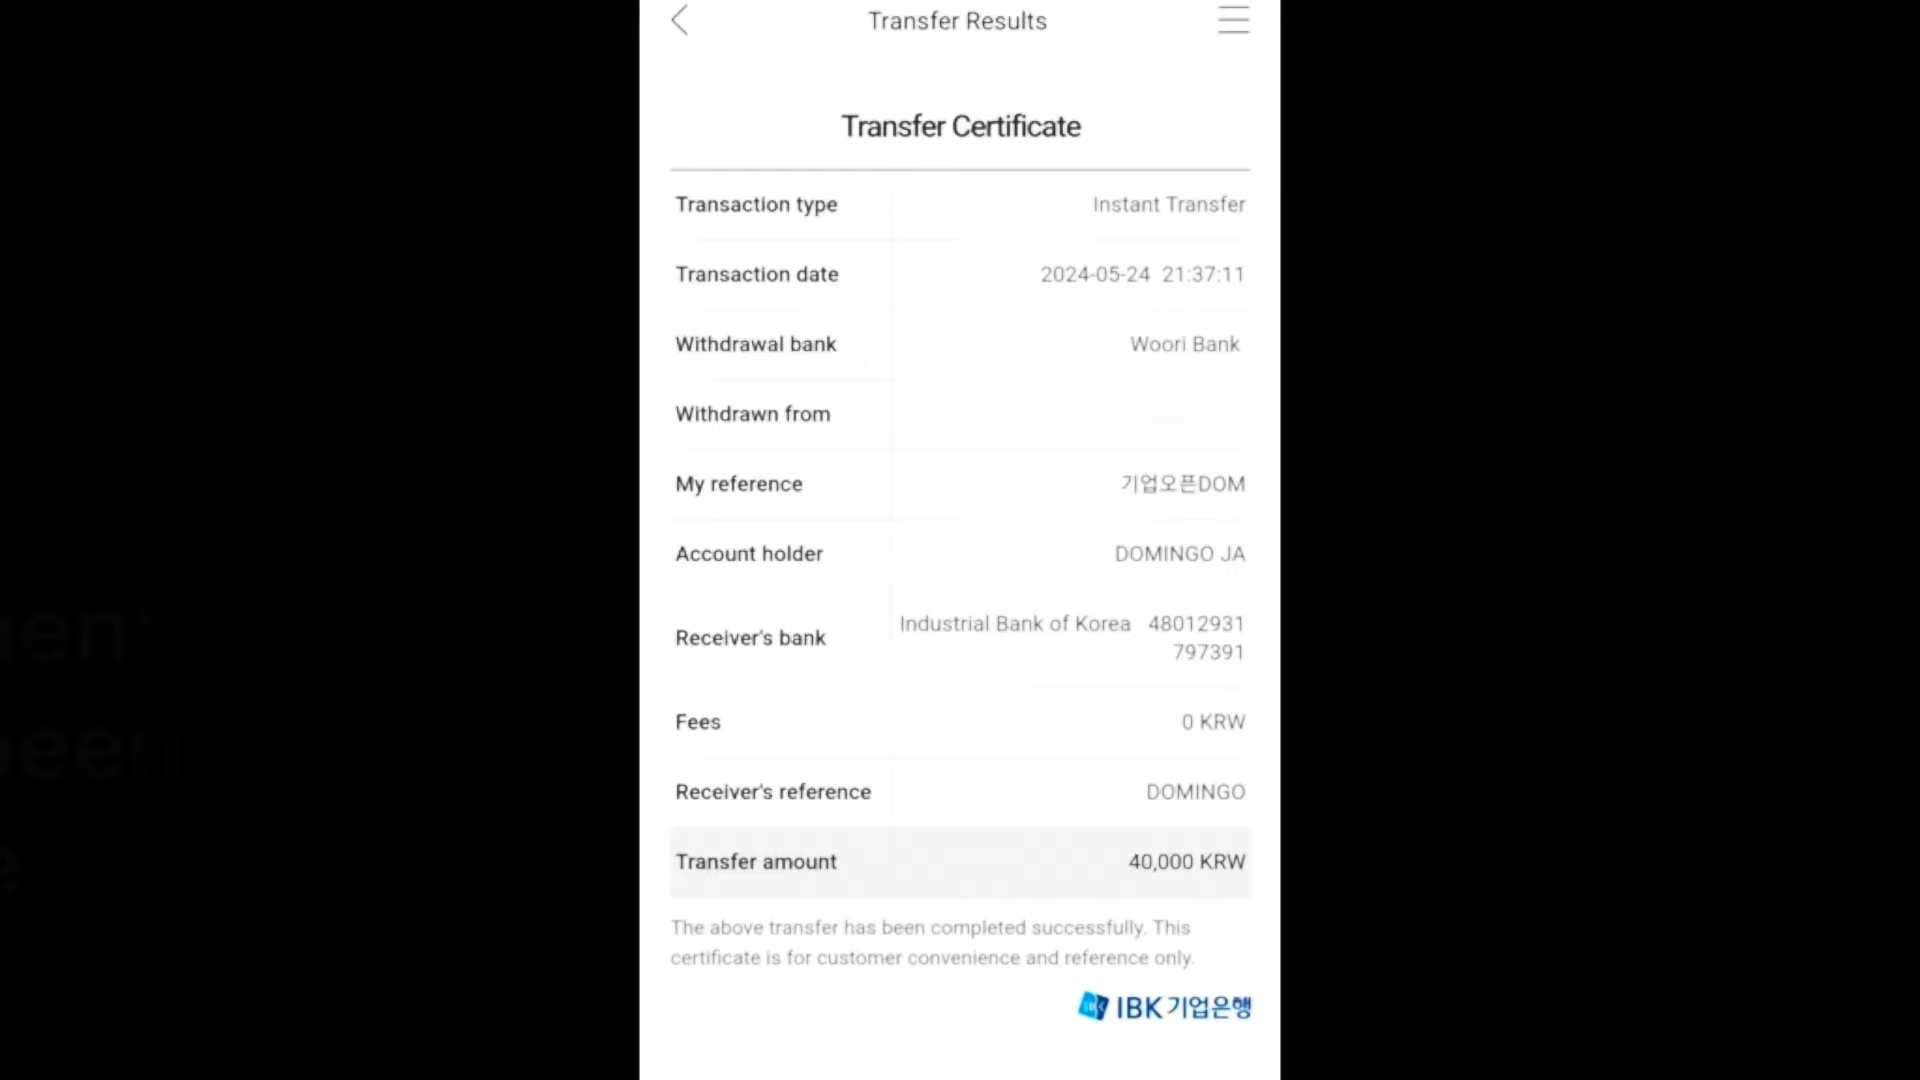 Transfer Results
Transfer Certificate
Transaction type Instant Transfer
Transaction date 2024-05-24 21:37:11
Withdrawal bank Woori Bank
Withdrawn from
My reference 기업오픈DOM
Account holder DOMINGO JA
Receiver's bank Industrial Bank of Korea 48012931
797391
Fees 0 KRW
Receiver's reference DOMINGO
Transfer amount 40,000 KRW
The above transfer has been completed successfully. This
certificate is for customer convenience and reference only.
IBK기업은행